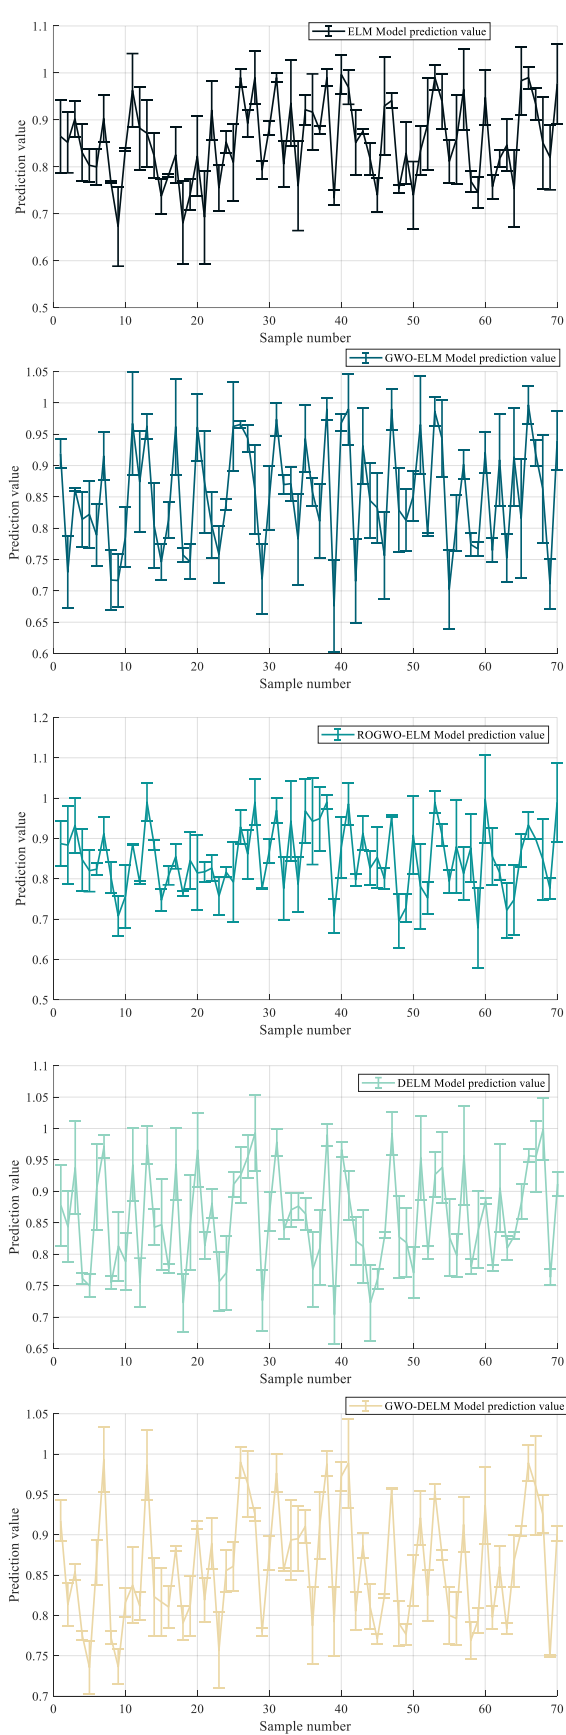 ELM Model prediction value
1.1
1
0.9
0.8
0.7
0.6
0.5
Prediction value
0 10 20 30 40 50 60 70
Sample number
GWO-ELM Model prediction value
1.05
1
0.95
0.9
0.85
0.8
0.75
0.7
0.65
0.6
Prediction value
0 10 20 30 40 50 60 70
Sample number
ROGWO-ELM Model prediction value
1.2
1.1
1
0.9
0.8
0.7
0.6
0.5
Prediction value
0 10 20 30 40 50 60 70
Sample number
DELM Model prediction value
1.1
1.05
1
0.95
0.9
0.85
0.8
0.75
0.7
0.65
Prediction value
0 10 20 30 40 50 60 70
Sample number
GWO-DELM Model prediction value
1.05
1
0.95
0.9
0.85
0.8
0.75
0.7
Prediction value
0 10 20 30 40 50 60 70
Sample number